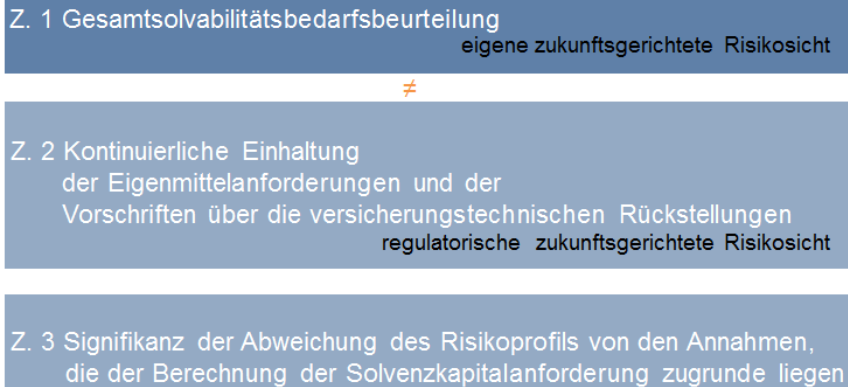 Z. 1 Gesamtsolvabilitätsbedarfsbeurteilung
eigene zukunftsgerichtete Risikosicht
≠
Z. 2 Kontinuierliche Einhaltung
der Eigenmittelanforderungen und der
Vorschriften über die versicherungstechnischen Rückstellungen
regulatorische zukunftsgerichtete Risikosicht
Z. 3 Signifikanz der Abweichung des Risikoprofils von den Annahmen,
die der Berechnung der Solvenzkapitalanforderung zugrunde liegen